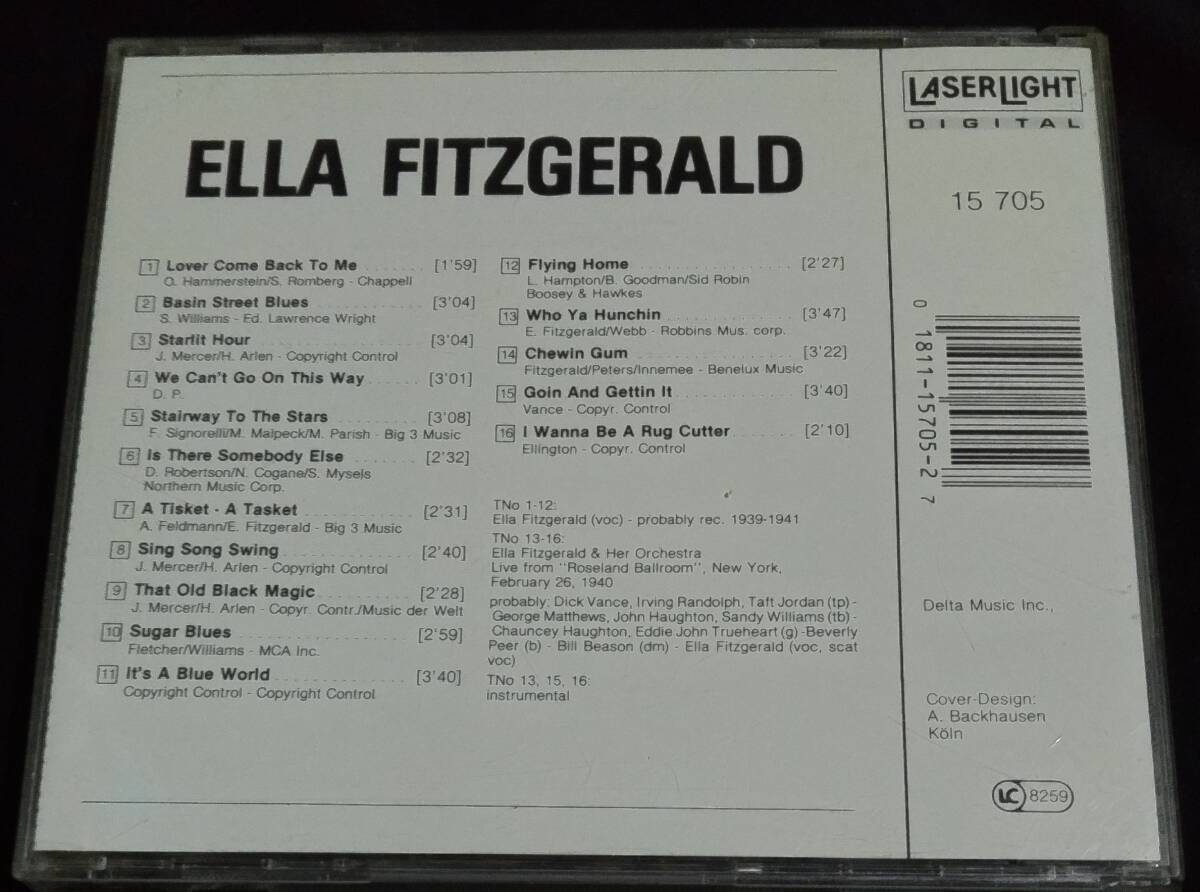 ELLA FITZGERALD
1 Lover Come Back To Me [1'59]
O. Hammerstein/S. Romberg - Chappell
2 Basin Street Blues [3'04]
S. Williams - Ed. Lawrence Wright
3 Starlit Hour [3'04]
J. Mercer/H. Arlen - Copyright Control
4 We Can't Go On This Way [3'01]
D. P.
5 Stairway To The Stars [3'08]
F. Signorelli/M. Malpeck/M. Parish - Big 3 Music
6 Is There Somebody Else [2'32]
D. Robertson/N. Cogane/S. Mysels
Northern Music Corp.
7 A Tisket - A Tasket [2'31]
A. Feldmann/E. Fitzgerald - Big 3 Music
8 Sing Song Swing [2'40]
J. Mercer/H. Arlen - Copyright Control
9 That Old Black Magic [2'28]
J. Mercer/H. Arlen - Copyr. Contr./Music der Welt
10 Sugar Blues [2'59]
Fletcher/Williams - MCA Inc.
11 It's A Blue World [3'40]
Copyright Control - Copyright Control
12 Flying Home [2'27]
L. Hampton/B. Goodman/Sid Robin
Boosey & Hawkes
13 Who Ya Hunchin [3'47]
E. Fitzgerald/Webb - Robbins Mus. corp.
14 Chewin Gum [3'22]
Fitzgerald/Peters/Innemee - Benelux Music
15 Goin And Gettin It [3'40]
Vance - Copyr. Control
16 I Wanna Be A Rug Cutter [2'10]
Ellington - Copyr. Control
TNo 1-12:
Ella Fitzgerald (voc) - probably rec. 1939-1941
TNo 13-16:
Ella Fitzgerald & Her Orchestra
Live from "Roseland Ballroom", New York,
February 26, 1940
probably: Dick Vance, Irving Randolph, Taft Jordan (tp) -
George Matthews, John Haughton, Sandy Williams (tb) -
Chauncey Haughton, Eddie John Trueheart (g) -Beverly
Peer (b) - Bill Beason (dm) - Ella Fitzgerald (voc, scat
voc)
TNo 13, 15, 16:
instrumental
LASERLIGHT
DIGITAL
15 705
0 1811-15705-2 7
Delta Music Inc.,
Cover-Design:
A. Backhausen
Köln
LC 8259